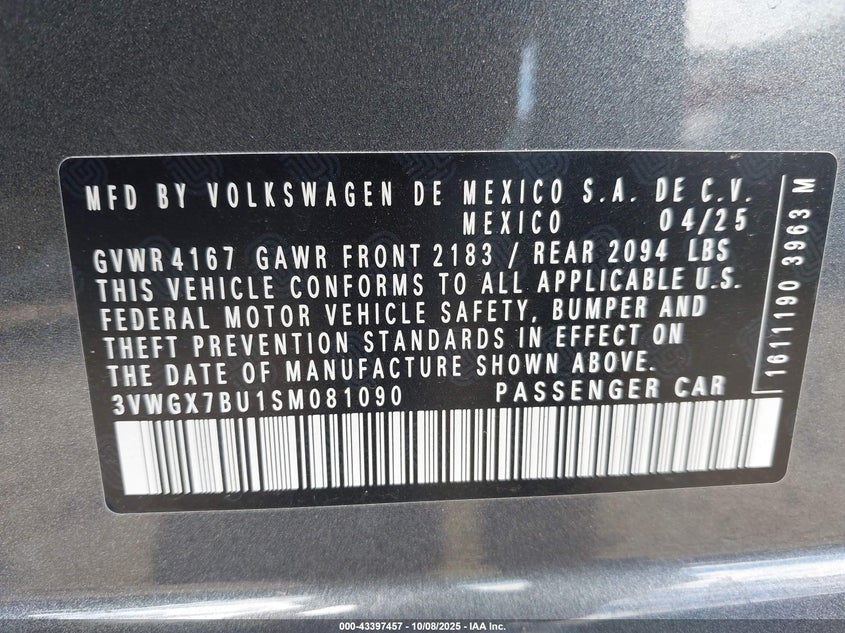 MFD BY VOLKSWAGEN DE MEXICO S.A. DE C.V.
MEXICO 04/25
GVWR 4167 GAWR FRONT 2183 / REAR 2094 LBS
THIS VEHICLE CONFORMS TO ALL APPLICABLE U.S.
FEDERAL MOTOR VEHICLE SAFETY, BUMPER AND
THEFT PREVENTION STANDARDS IN EFFECT ON
THE DATE OF MANUFACTURE SHOWN ABOVE.
3VWGX7BU1SM081090 PASSENGER CAR
1611190 3963 M
000-43397457 - 10/08/2025 - IAA Inc.